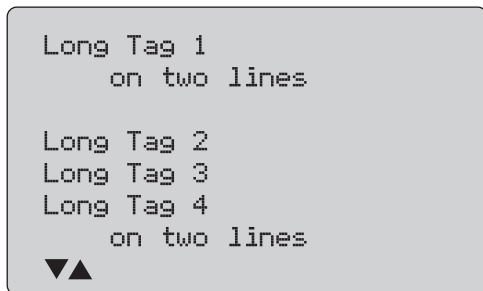 Long Tag 1
on two lines
Long Tag 2
Long Tag 3
Long Tag 4
on two lines
▼▲